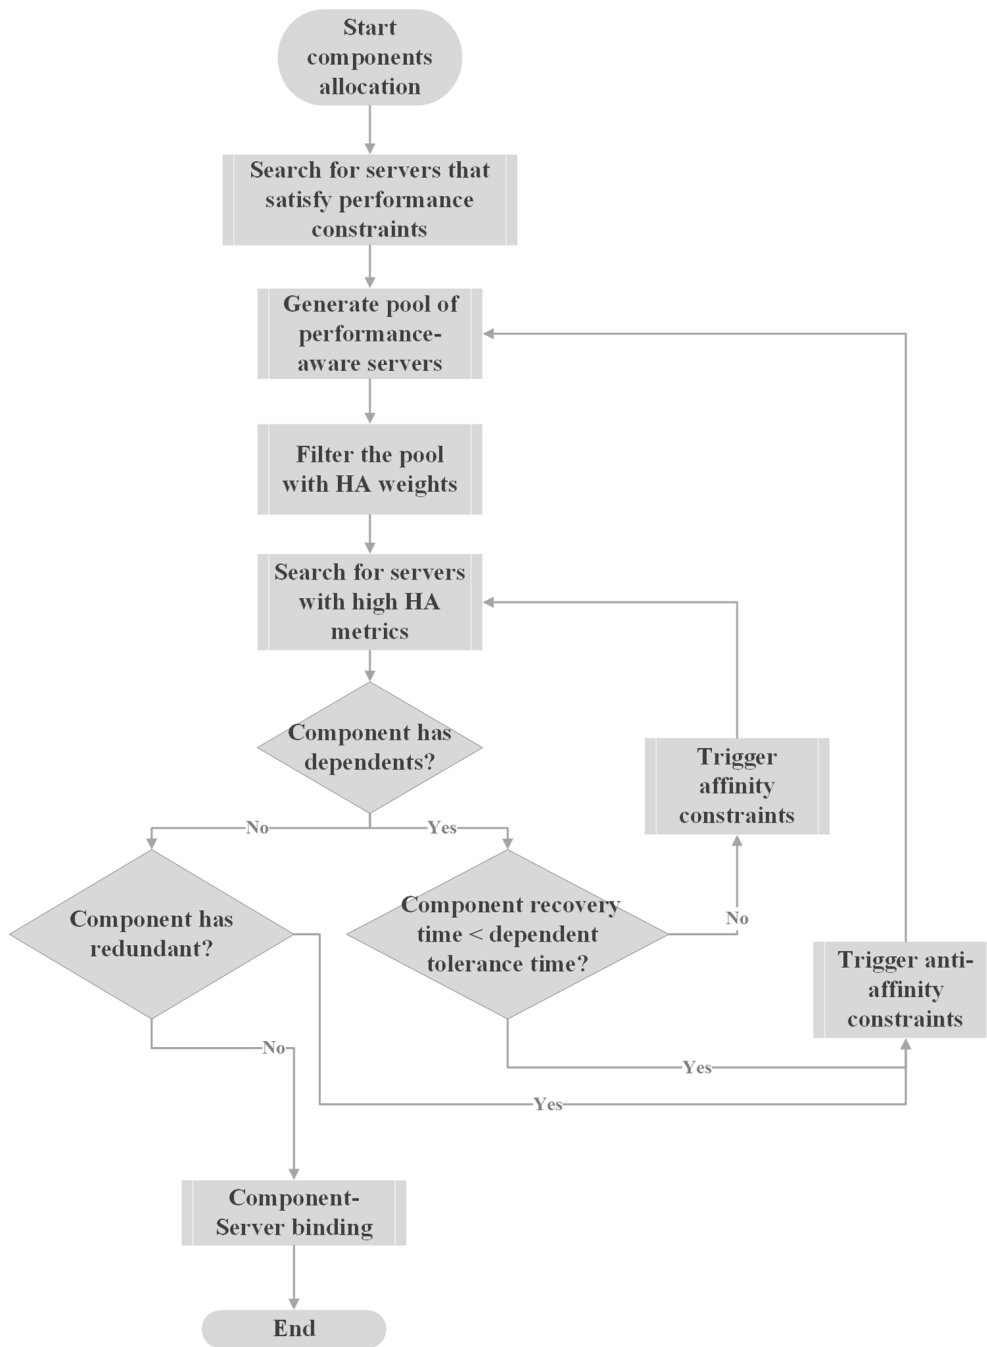 Start
components
allocation
Search for servers that
satisfy performance
constraints
Generate pool of
performance-
aware servers
Filter the pool
with HA weights
Search for servers
with high HA
metrics
Component has
dependents?
Trigger
affinity
constraints
No
Yes
Component has
redundant?
Component recovery
time < dependent
tolerance time?
No
Trigger anti-
affinity
constraints
No
Yes
Yes
Component-
Server binding
End